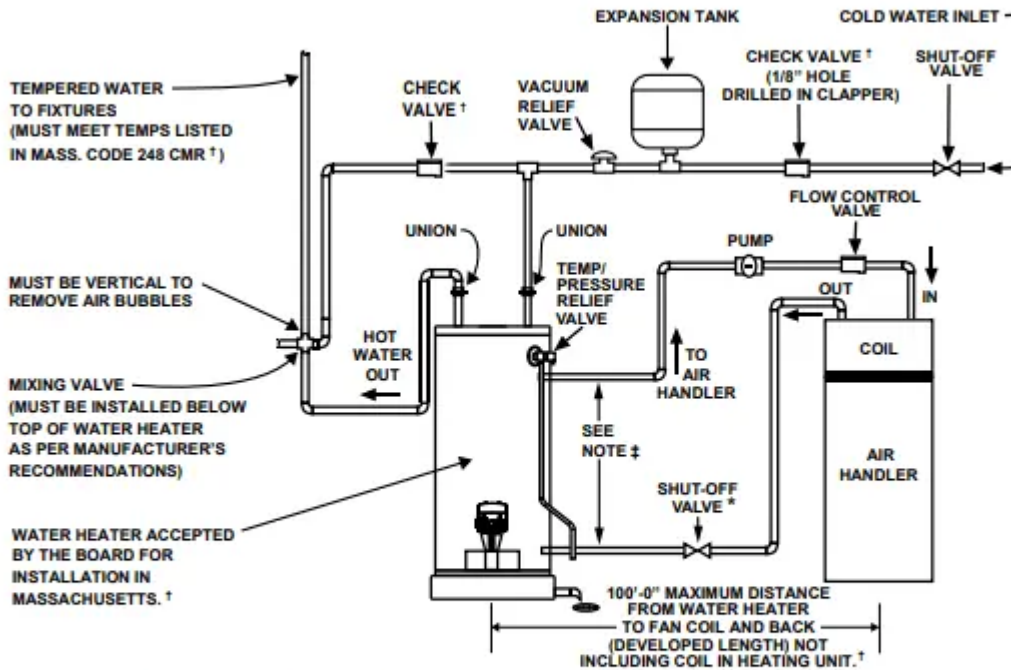 EXPANSION TANK
COLD WATER INLET
TEMPERED WATER
TO FIXTURES
(MUST MEET TEMPS LISTED
IN MASS. CODE 248 CMR †)
CHECK
VALVE †
VACUUM
RELIEF
VALVE
CHECK VALVE †
(1/8" HOLE
DRILLED IN CLAPPER)
SHUT-OFF
VALVE
FLOW CONTROL
VALVE
UNION
UNION
PUMP
TEMP/
PRESSURE
RELIEF
VALVE
MUST BE VERTICAL TO
REMOVE AIR BUBBLES
OUT
IN
HOT
WATER
OUT
TO
AIR
HANDLER
COIL
MIXING VALVE
(MUST BE INSTALLED BELOW
TOP OF WATER HEATER
AS PER MANUFACTURER'S
RECOMMENDATIONS)
SEE
NOTE ‡
AIR
HANDLER
SHUT-OFF
VALVE *
WATER HEATER ACCEPTED
BY THE BOARD FOR
INSTALLATION IN
MASSACHUSETTS. †
100'-0" MAXIMUM DISTANCE
FROM WATER HEATER
TO FAN COIL AND BACK
(DEVELOPED LENGTH) NOT
INCLUDING COIL IN HEATING UNIT. †